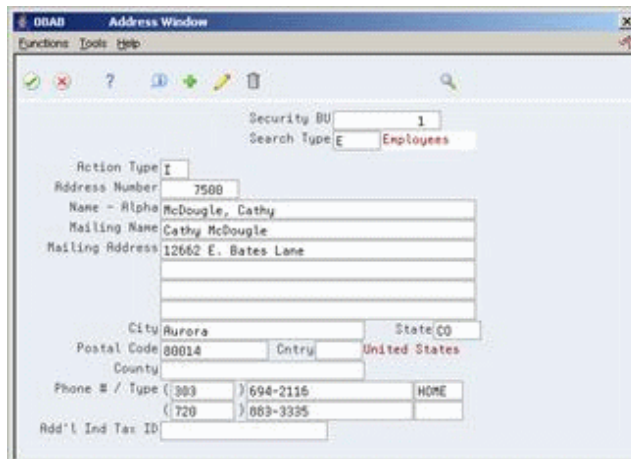 00AB Address Window
Functions Tools Help
?
Security BU 1
Search Type E Employees
Action Type I
Address Number 7500
Name - Alpha McDougle, Cathy
Mailing Name Cathy McDougle
Mailing Address 12662 E. Bates Lane
City Aurora State CO
Postal Code 80014 Cntry United States
County
Phone # / Type ( 303 ) 694-2116 HOME
( 720 ) 883-3335
Add'l Ind Tax ID